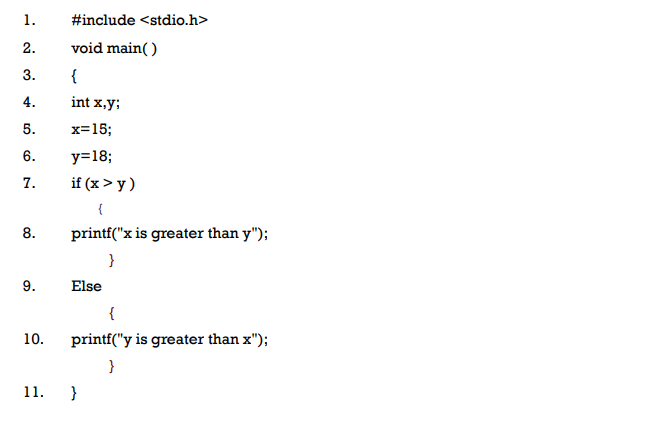 1. #include <stdio.h>
2. void main( )
3. {
4. int x,y;
5. x=15;
6. y=18;
7. if (x > y )
{
8. printf("x is greater than y");
}
9. Else
{
10. printf("y is greater than x");
}
11. }